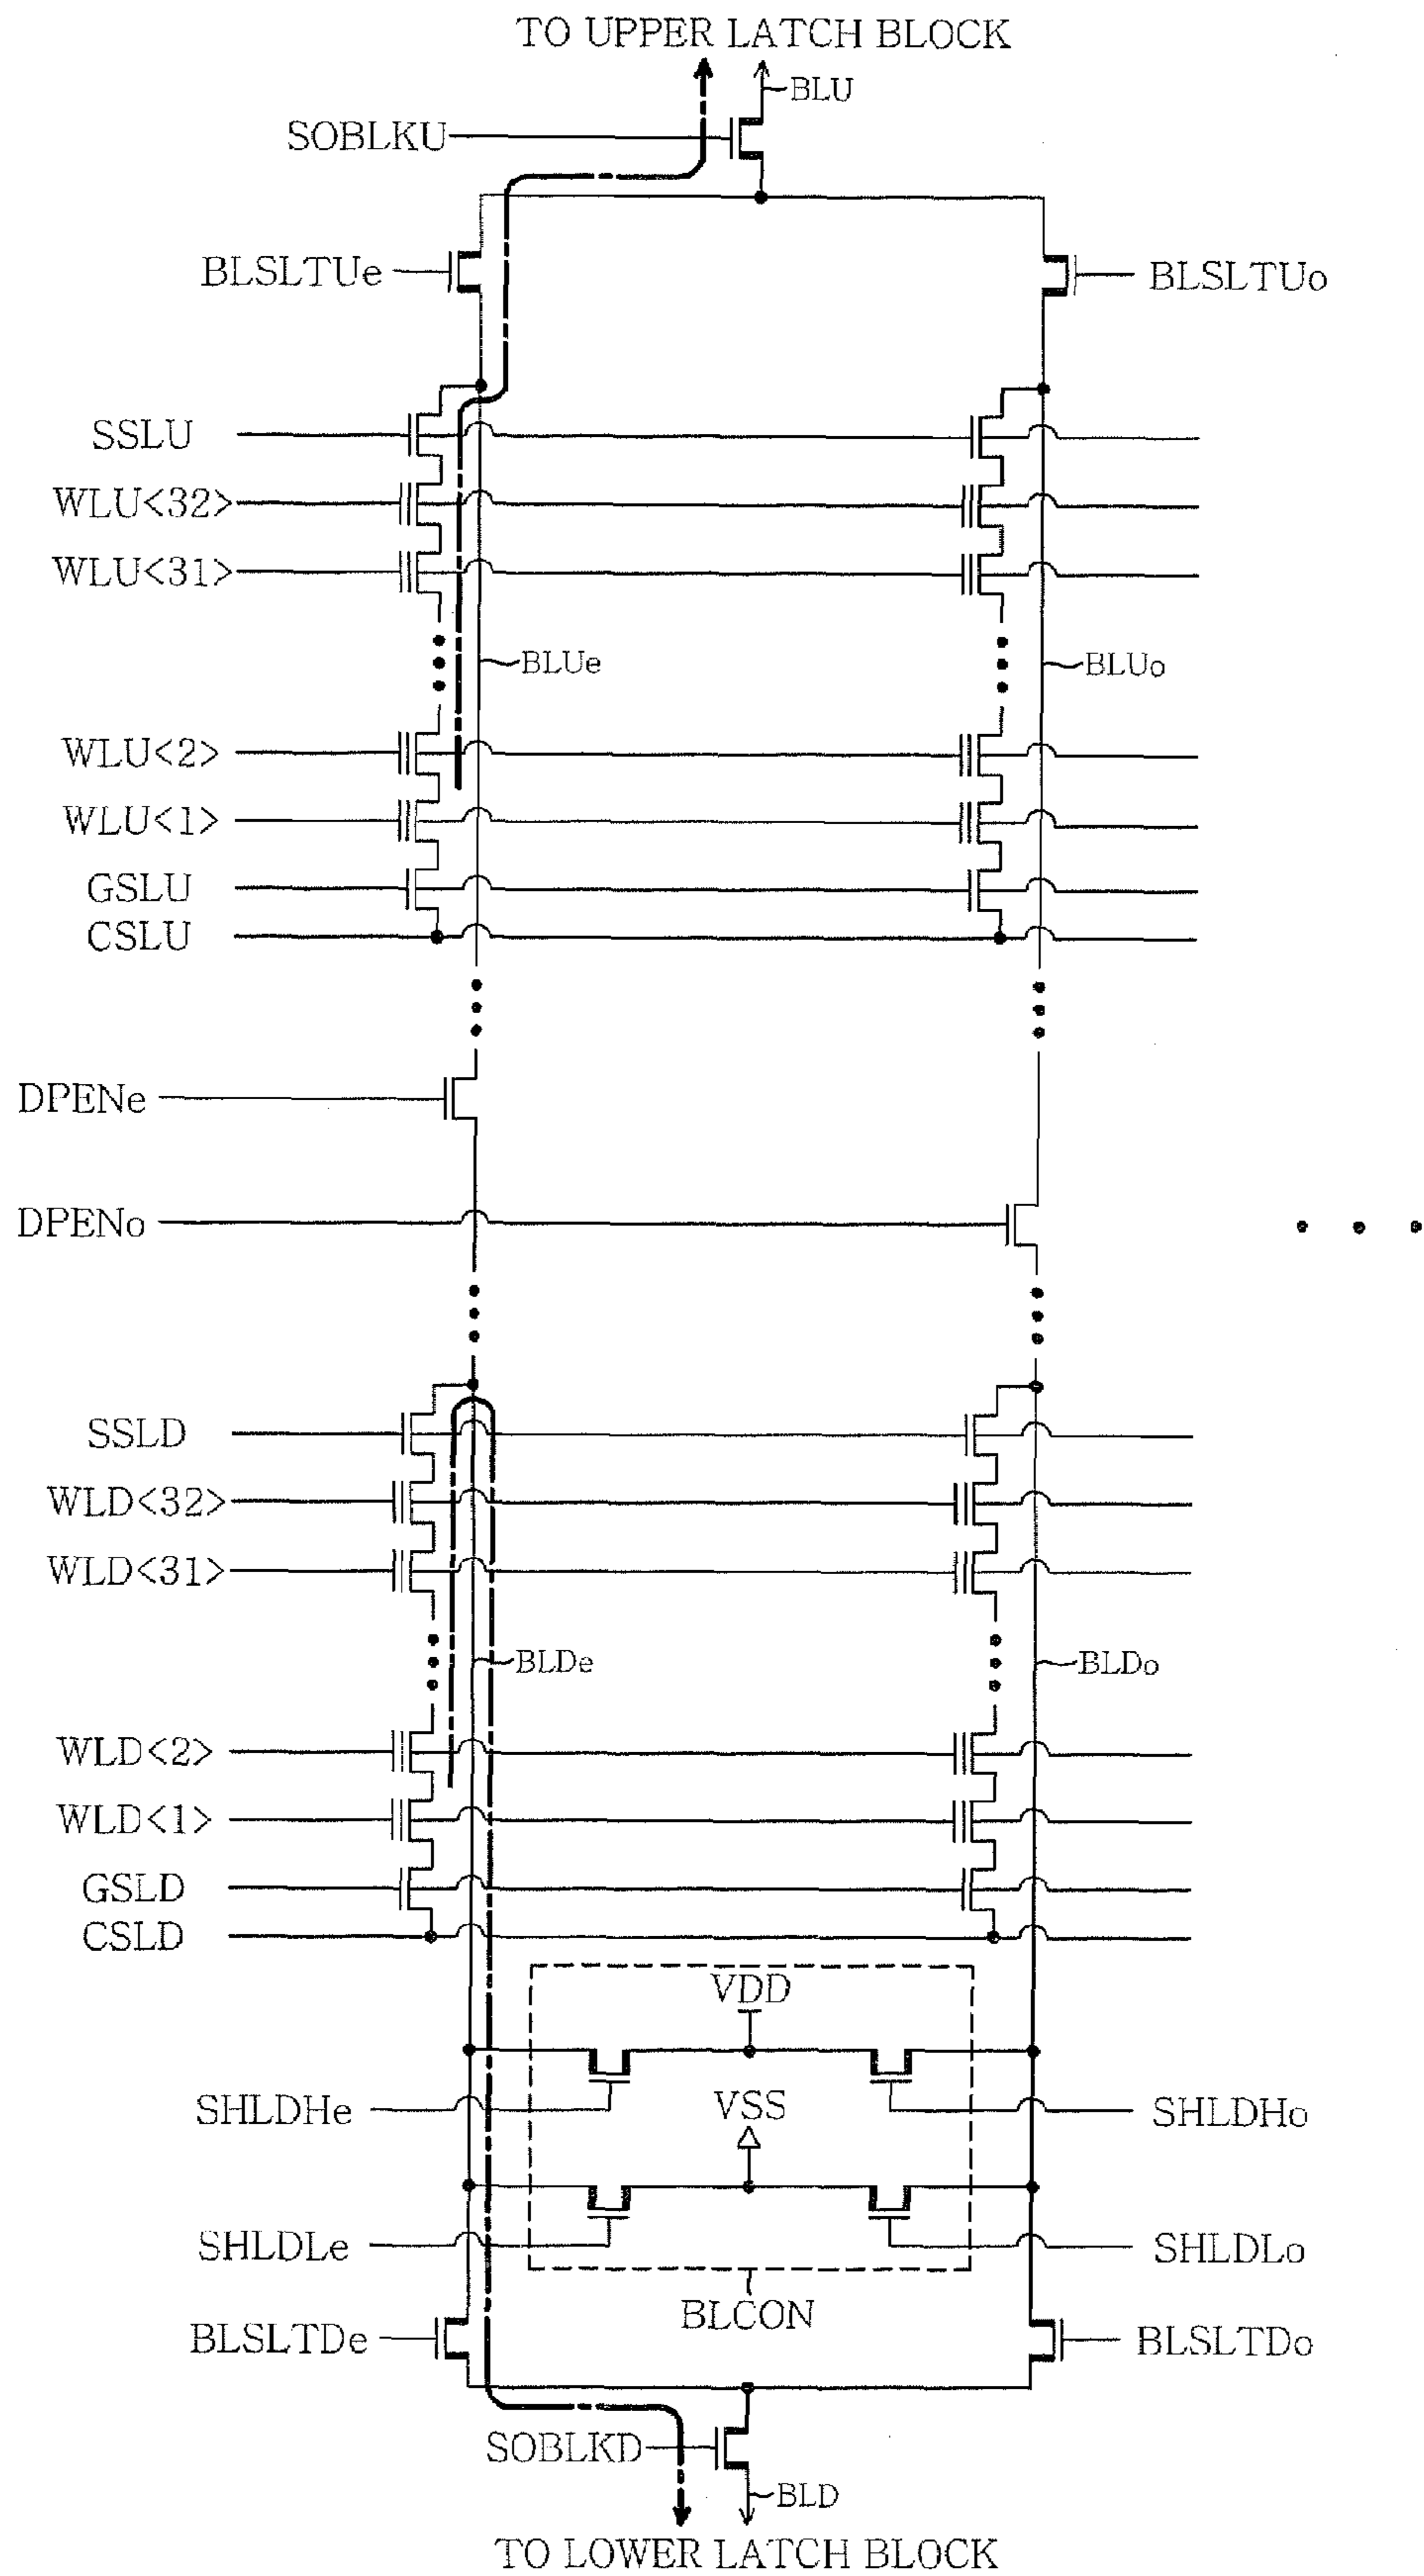 TO UPPER LATCH BLOCK
BLU
SOBLKU
BLSLTUe
BLSLTUo
SSLU
WLU<32>
WLU<31>
BLUe
BLUo
WLU<2>
WLU<1>
GSLU
CSLU
DPENe
DPENo
SSLD
WLD<32>
WLD<31>
BLDe
BLDo
WLD<2>
WLD<1>
GSLD
CSLD
VDD
SHLDHe
VSS
SHLDHo
SHLDLe
SHLDLo
BLCON
BLSLTDe
BLSLTDo
SOBLKD
BLD
TO LOWER LATCH BLOCK